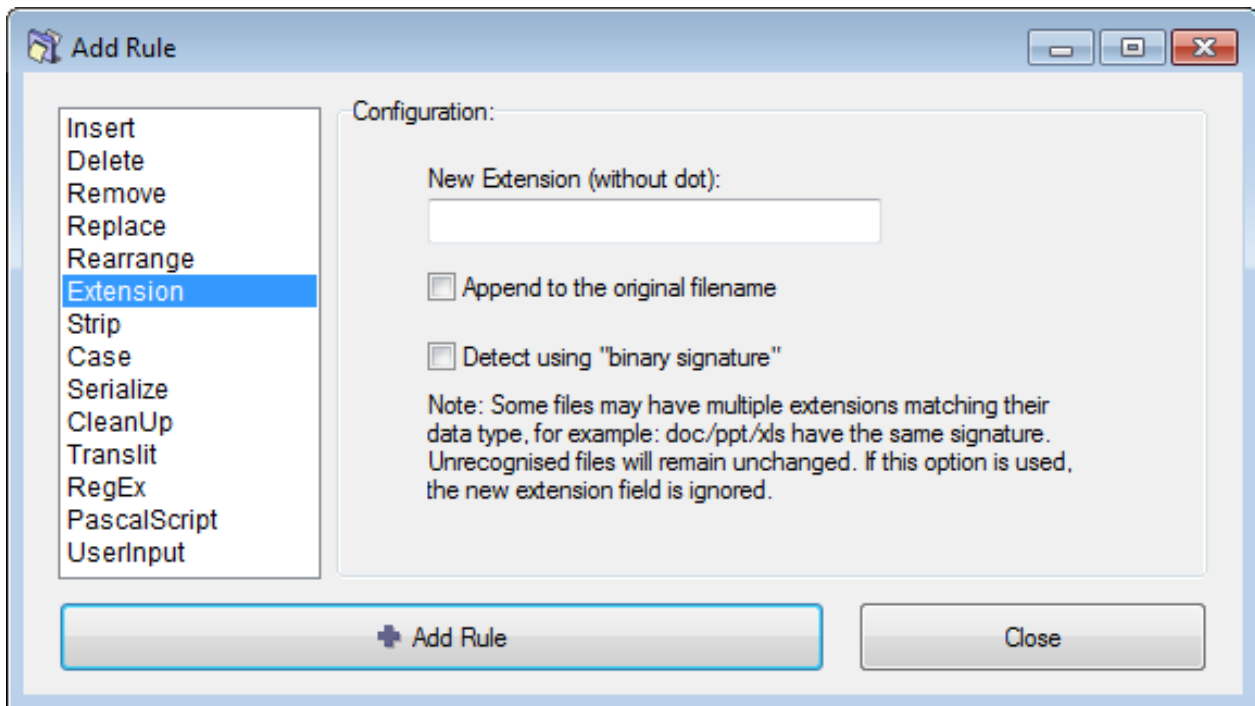 Add Rule
Insert
Delete
Remove
Replace
Rearrange
Extension
Strip
Case
Serialize
CleanUp
Translit
RegEx
PascalScript
UserInput
Configuration:
New Extension (without dot):
Append to the original filename
Detect using "binary signature"
Note: Some files may have multiple extensions matching their
data type, for example: doc/ppt/xls have the same signature.
Unrecognised files will remain unchanged. If this option is used,
the new extension field is ignored.
Add Rule
Close